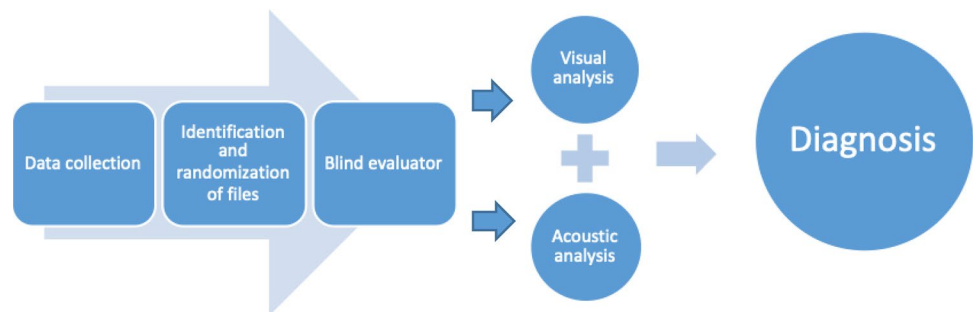 Data collection
Identification
and
randomization
of files
Blind evaluator
Visual
analysis
Acoustic
analysis
Diagnosis